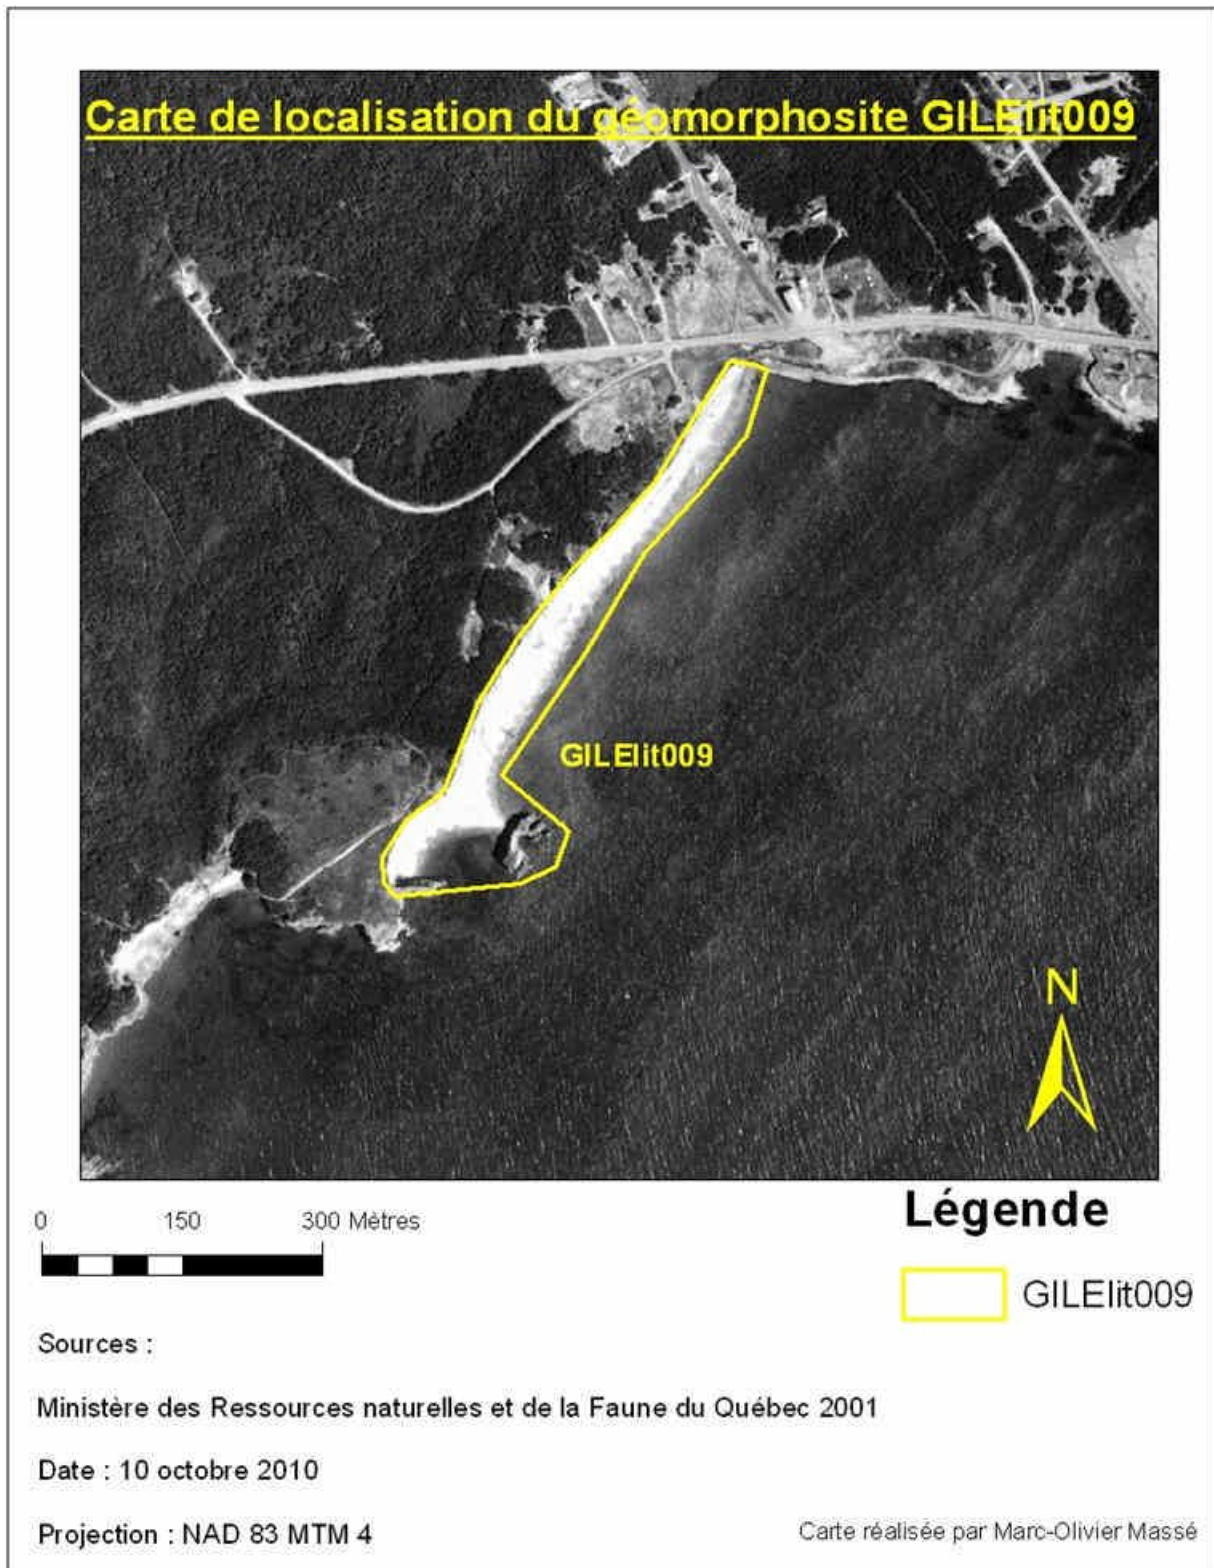 Carte de localisation du géomorphosite GILElit009
GILElit009
N
0 150 300 Mètres
Légende
GILElit009
Sources :
Ministère des Ressources naturelles et de la Faune du Québec 2001
Date : 10 octobre 2010
Projection : NAD 83 MTM 4
Carte réalisée par Marc-Olivier Massé